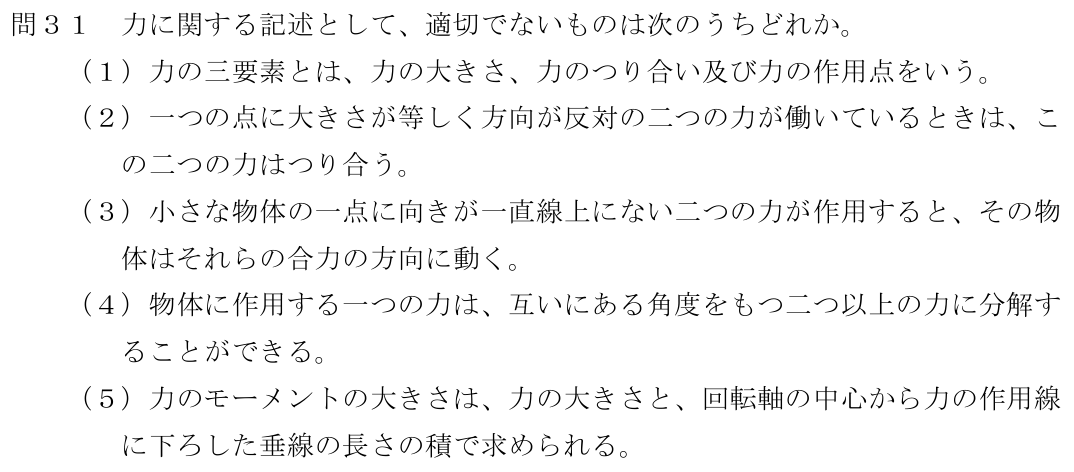 問３１　力に関する記述として、適切でないものは次のうちどれか。
（１）力の三要素とは、力の大きさ、力のつり合い及び力の作用点をいう。
（２）一つの点に大きさが等しく方向が反対の二つの力が働いているときは、こ
の二つの力はつり合う。
（３）小さな物体の一点に向きが一直線上にない二つの力が作用すると、その物
体はそれらの合力の方向に動く。
（４）物体に作用する一つの力は、互いにある角度をもつ二つ以上の力に分解す
ることができる。
（５）力のモーメントの大きさは、力の大きさと、回転軸の中心から力の作用線
に下ろした垂線の長さの積で求められる。